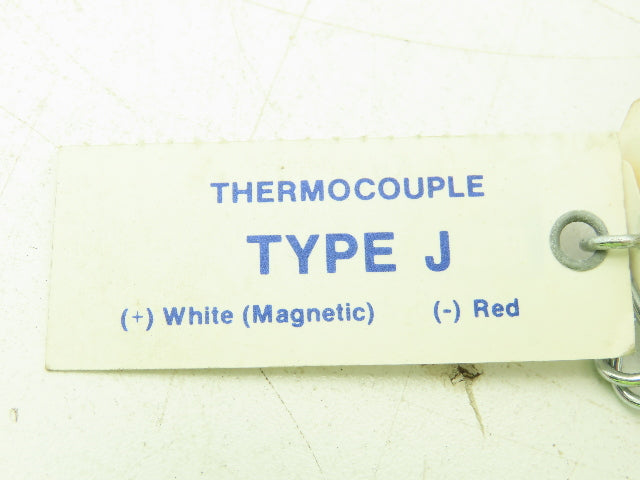 THERMOCOUPLE
TYPE J
(+) White (Magnetic) (-) Red